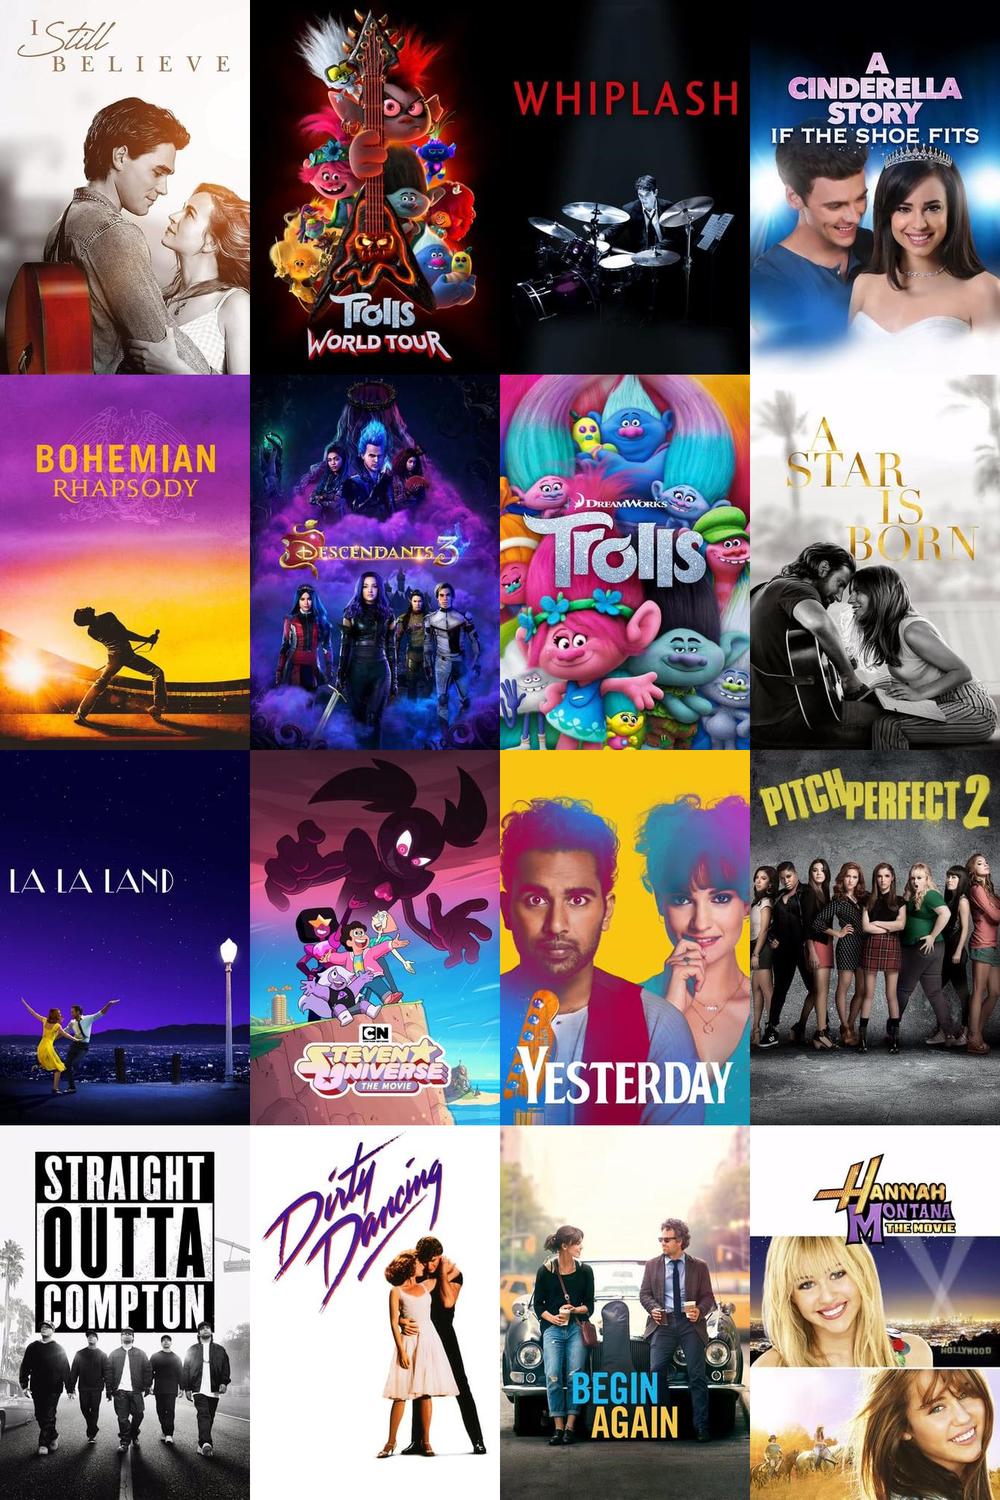 I Still
BELIEVE
Trolls
WORLD TOUR
WHIPLASH
A
CINDERELLA
STORY
IF THE SHOE FITS
BOHEMIAN
RHAPSODY
DESCENDANTS 3
DREAMWORKS
Trolls
A
STAR
IS
BORN
LA LA LAND
CN
STEVEN
UNIVERSE
THE MOVIE
YESTERDAY
PITCH PERFECT 2
STRAIGHT
OUTTA
COMPTON
Dirty
Dancing
BEGIN
AGAIN
HANNAH
MONTANA
THE MOVIE
HOLLYWOOD